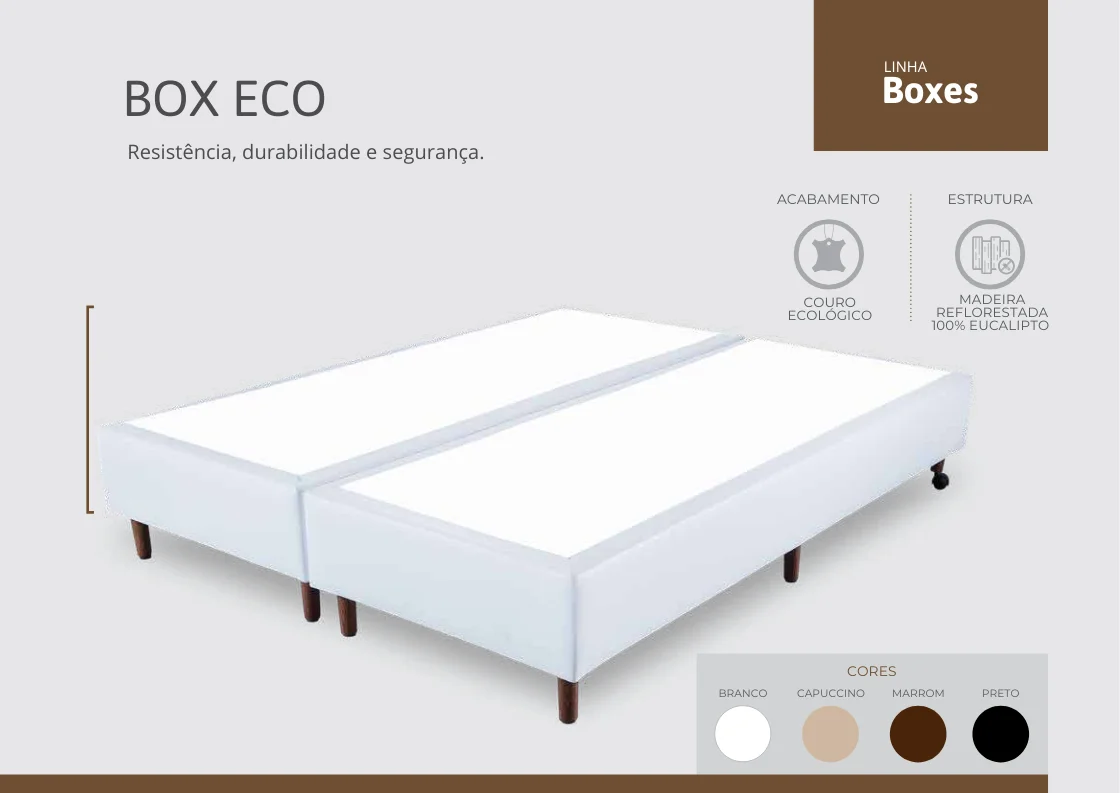 LINHA
Boxes
BOX ECO
Resistência, durabilidade e segurança.
ACABAMENTO
COURO
ECOLÓGICO
ESTRUTURA
MADEIRA
REFLORESTADA
100% EUCALIPTO
CORES
BRANCO
CAPUCCINO
MARROM
PRETO